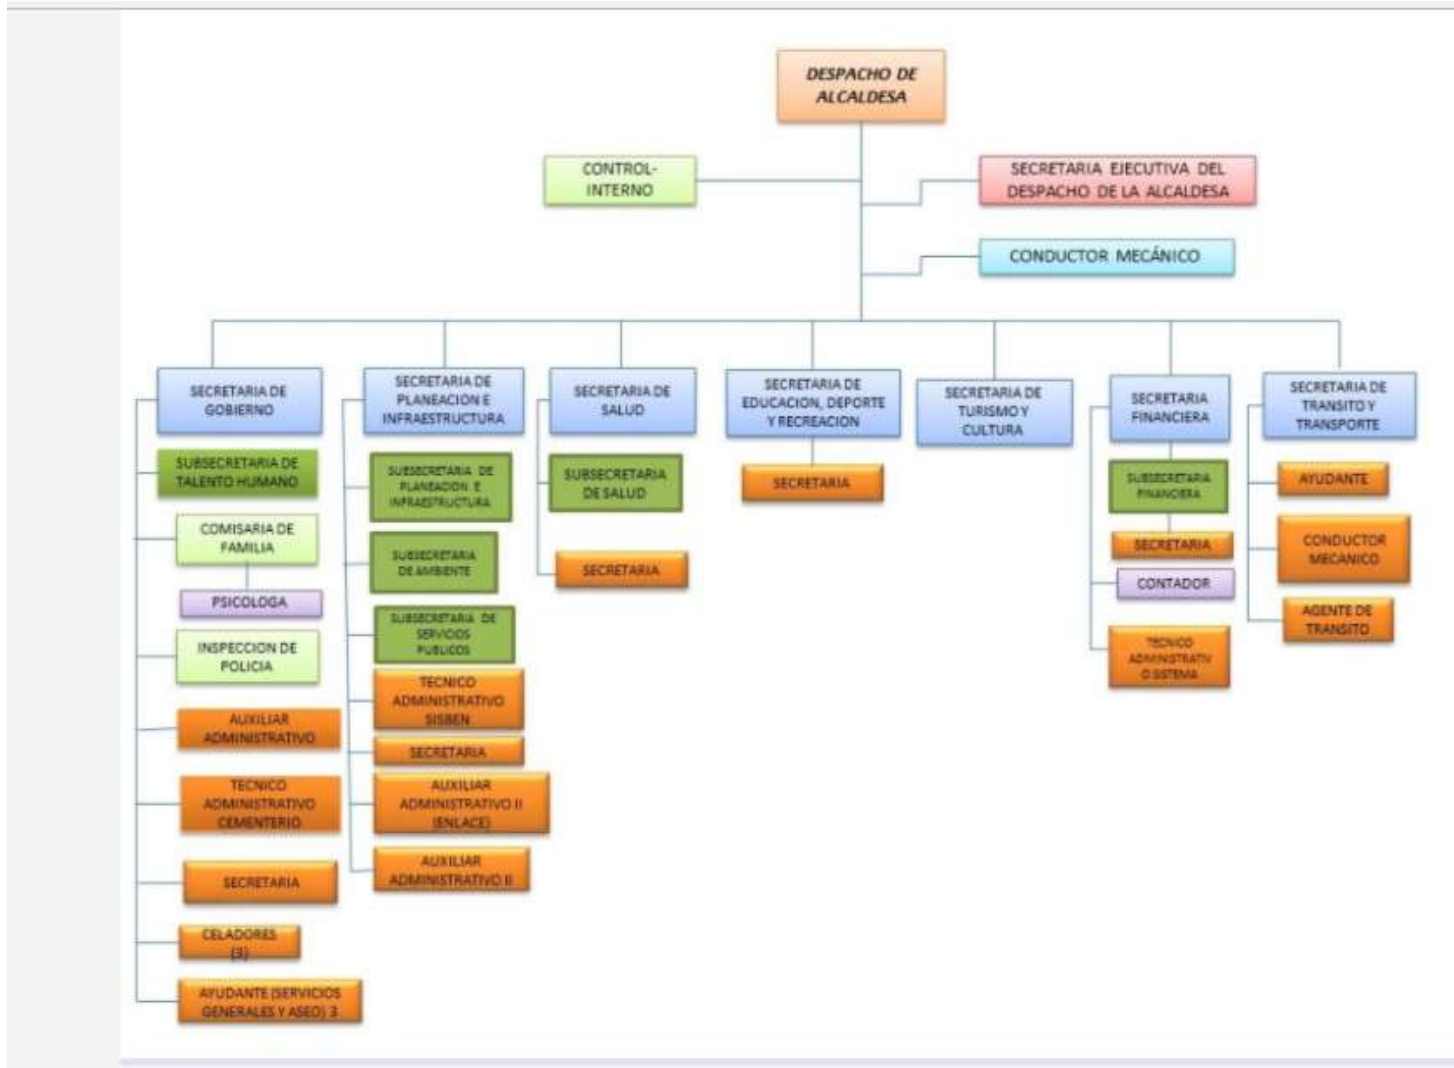 DESPACHO DE
ALCALDESA
CONTROL-
INTERNO
SECRETARIA EJECUTIVA DEL
DESPACHO DE LA ALCALDESA
CONDUCTOR MECÁNICO
SECRETARIA DE
GOBIERNO
SUBSECRETARIA DE
TALENTO HUMANO
COMISARIA DE
FAMILIA
PSICOLOGA
INSPECCION DE
POLICIA
AUXILIAR
ADMINISTRATIVO
TECNICO
ADMINISTRATIVO
CEMENTERIO
SECRETARIA
CELADORES
(3)
AYUDANTE (SERVICIOS
GENERALES Y ASEO) 3
SECRETARIA DE
PLANEACION E
INFRAESTRUCTURA
SUBSECRETARIA DE
PLANEACION E
INFRAESTRUCTURA
SUBSECRETARIA
DE AMBIENTE
SUBSECRETARIA DE
SERVICIOS
PUBLICOS
TECNICO
ADMINISTRATIVO
SISBEN
SECRETARIA
AUXILIAR
ADMINISTRATIVO II
(ENLACE)
AUXILIAR
ADMINISTRATIVO II
SECRETARIA DE
SALUD
SUBSECRETARIA
DE SALUD
SECRETARIA
SECRETARIA DE
EDUCACION, DEPORTE
Y RECREACION
SECRETARIA
SECRETARIA DE
TURISMO Y
CULTURA
SECRETARIA
FINANCIERA
SUBSECRETARIA
FINANCIERA
SECRETARIA
CONTADOR
TECNICO
ADMINISTRATIV
O SISTEMA
SECRETARIA DE
TRANSITO Y
TRANSPORTE
AYUDANTE
CONDUCTOR
MECANICO
AGENTE DE
TRANSITO